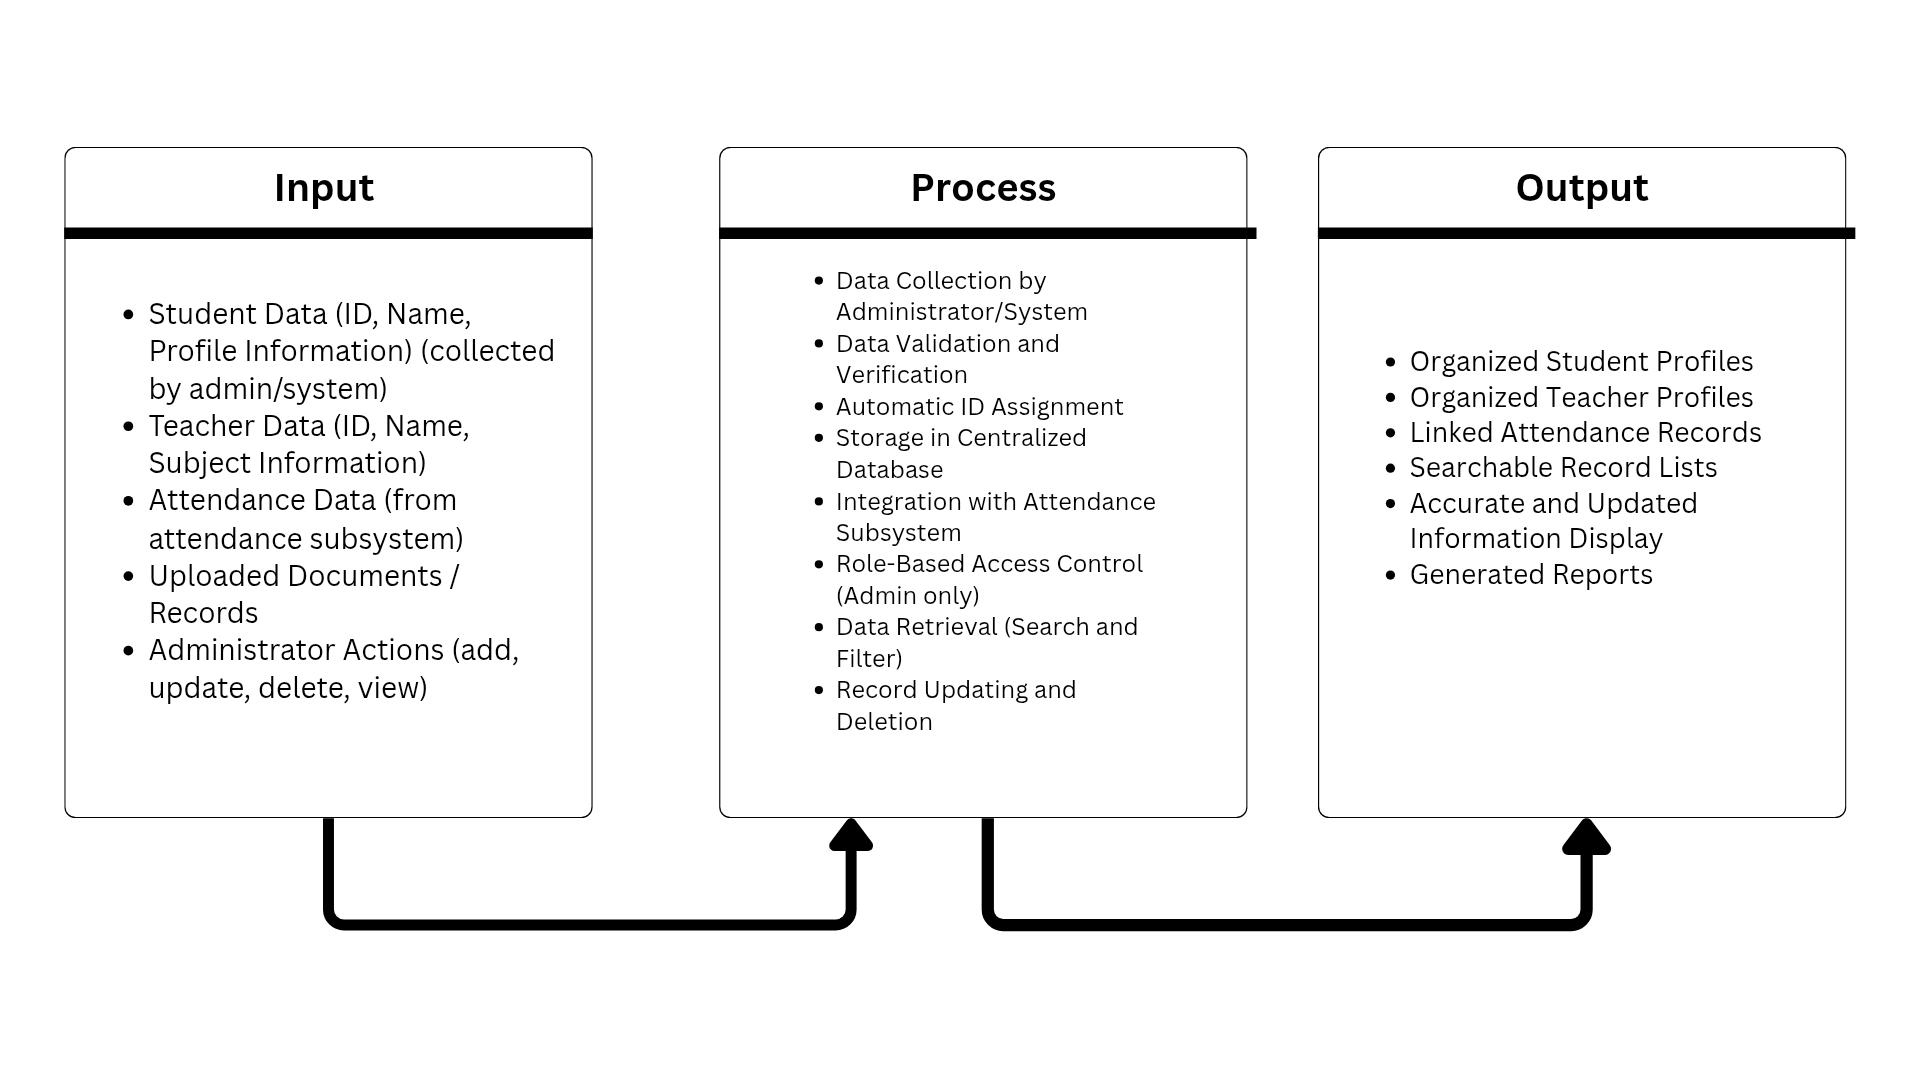 Input
Student Data (ID, Name,
Profile Information) (collected
by admin/system)
Teacher Data (ID, Name,
Subject Information)
Attendance Data (from
attendance subsystem)
Uploaded Documents /
Records
Administrator Actions (add,
update, delete, view)
Process
Data Collection by
Administrator/System
Data Validation and
Verification
Automatic ID Assignment
Storage in Centralized
Database
Integration with Attendance
Subsystem
Role-Based Access Control
(Admin only)
Data Retrieval (Search and
Filter)
Record Updating and
Deletion
Output
Organized Student Profiles
Organized Teacher Profiles
Linked Attendance Records
Searchable Record Lists
Accurate and Updated
Information Display
Generated Reports